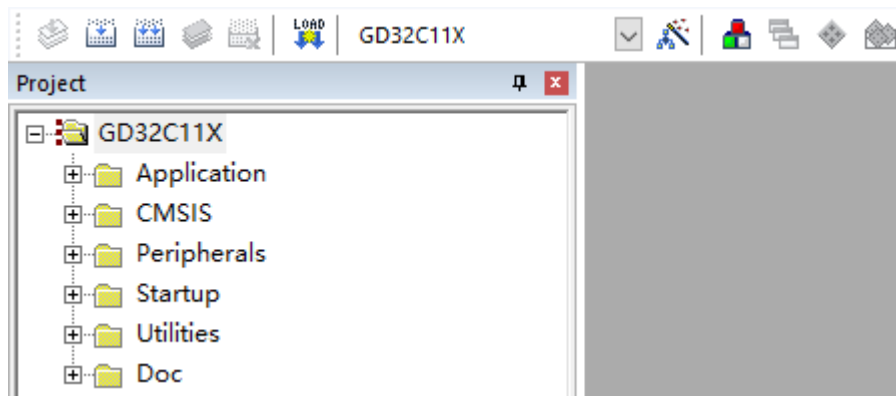 LOAD
GD32C11X
Project
GD32C11X
Application
CMSIS
Peripherals
Startup
Utilities
Doc